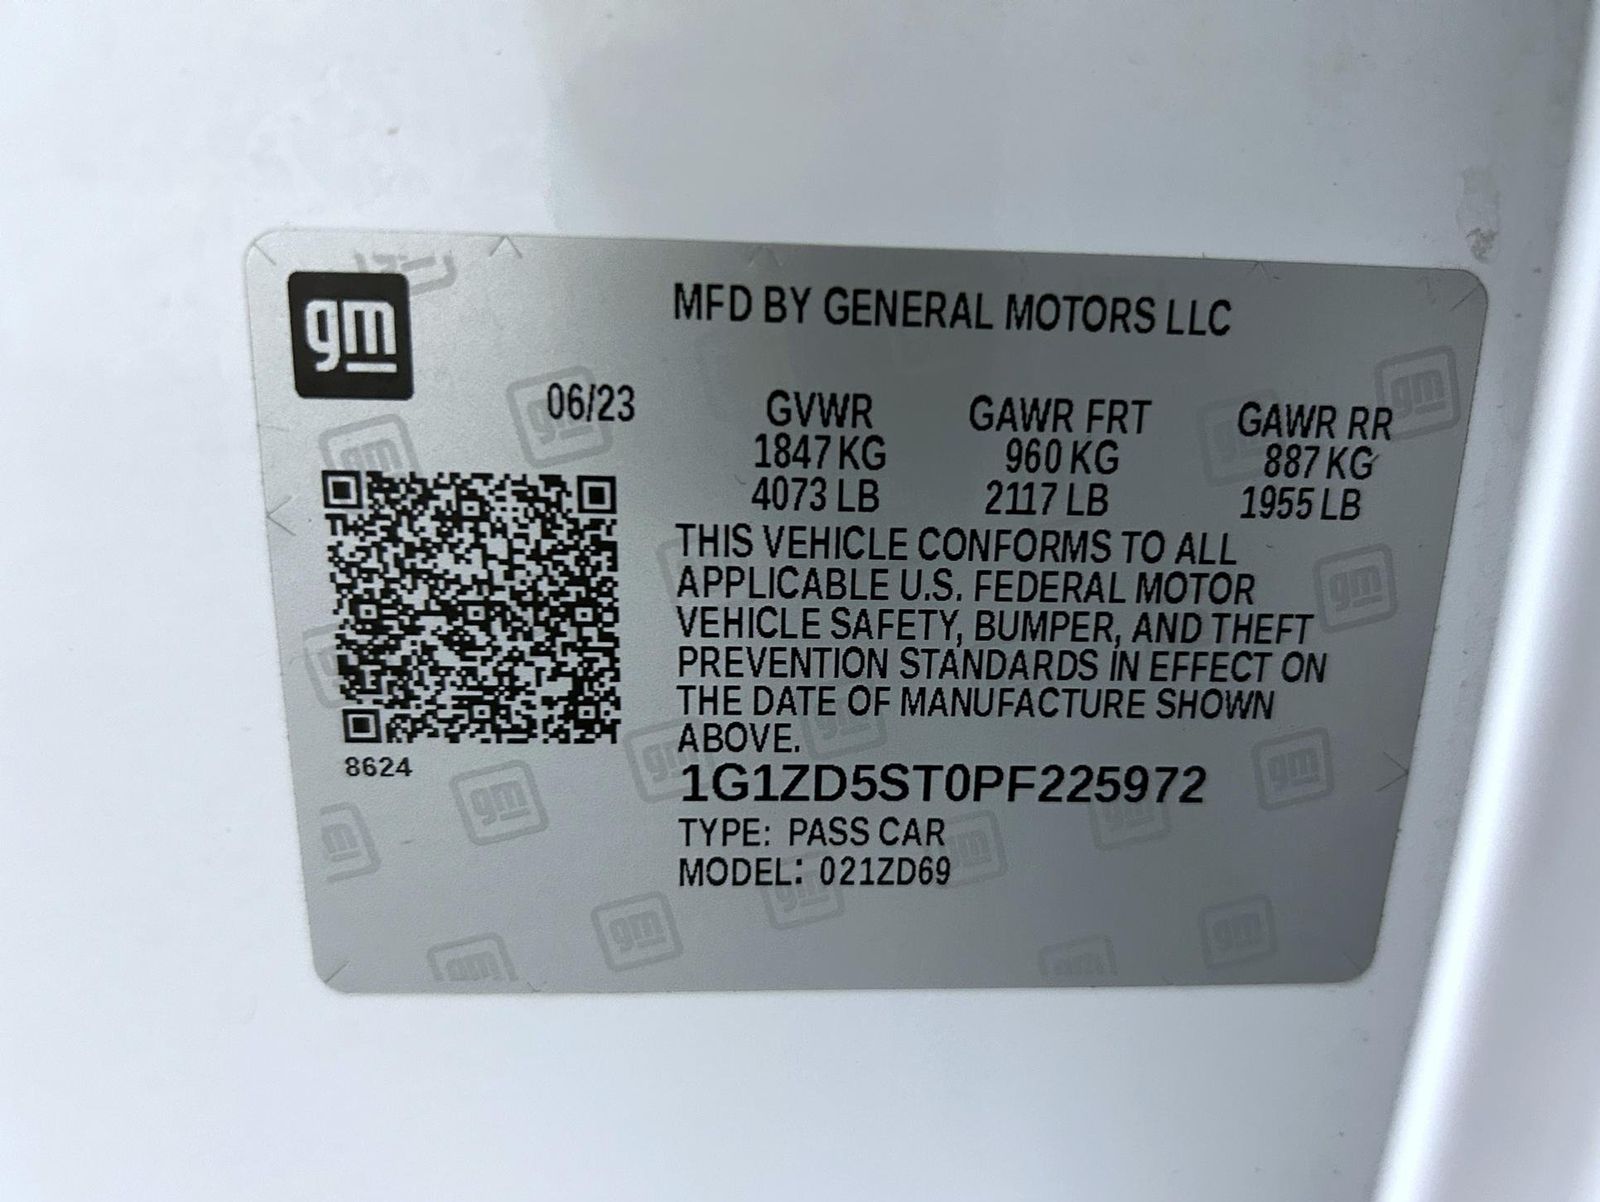 gm
MFD BY GENERAL MOTORS LLC
06/23
GVWR GAWR FRT GAWR RR
1847 KG 960 KG 887 KG
4073 LB 2117 LB 1955 LB
THIS VEHICLE CONFORMS TO ALL
APPLICABLE U.S. FEDERAL MOTOR
VEHICLE SAFETY, BUMPER, AND THEFT
PREVENTION STANDARDS IN EFFECT ON
THE DATE OF MANUFACTURE SHOWN
ABOVE.
8624
1G1ZD5ST0PF225972
TYPE: PASS CAR
MODEL: 021ZD69